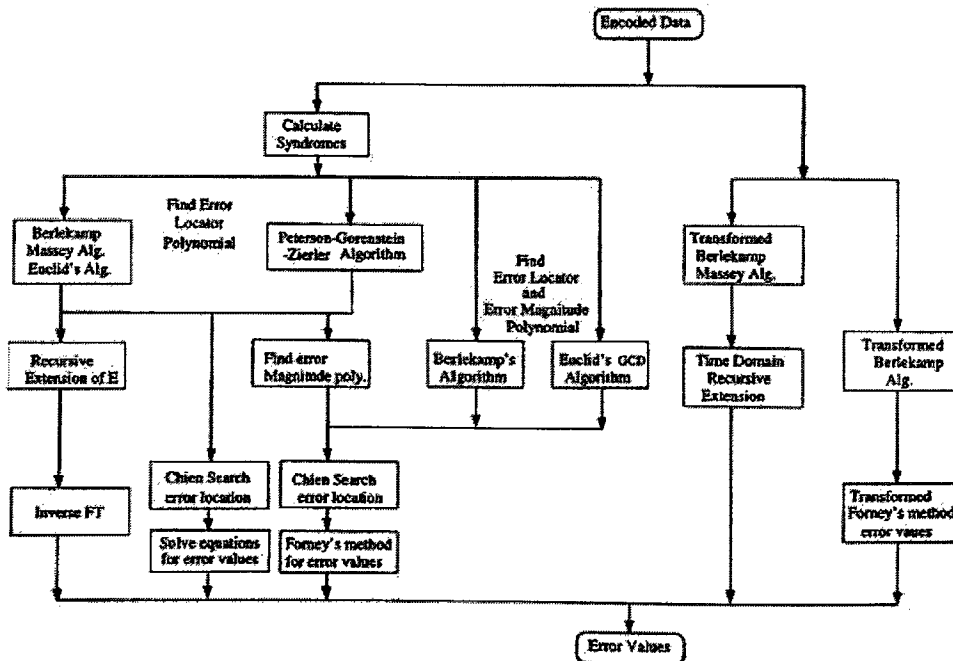 Encoded Data
Calculate
Syndromes
Find Error
Locator
Polynomial
Berlekamp
Massey Alg.
Euclid's Alg.
Peterson-Gorenstein
-Zierler Algorithm
Find
Error Locator
and
Error Magnitude
Polynomial
Transformed
Berlekamp
Massey Alg.
Recursive
Extension of E
Find error
Magnitude poly.
Berlekamp's
Algorithm
Euclid's GCD
Algorithm
Time Domain
Recursive
Extension
Transformed
Berlekamp
Alg.
Inverse FT
Chien Search
error location
Chien Search
error location
Transformed
Forney's method
error vaues
Solve equations
for error values
Forney's method
for error values
Error Values